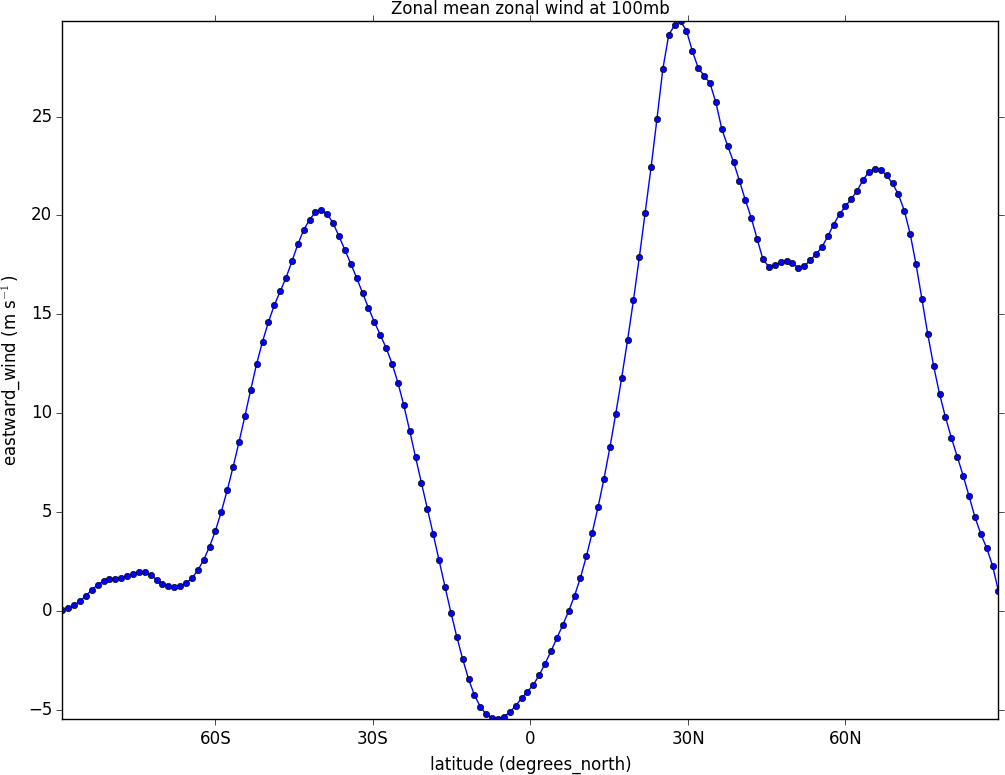 Zonal mean zonal wind at 100mb
eastward_wind (m s⁻¹)
25
20
15
10
5
0
−5
60S 30S 0 30N 60N
latitude (degrees_north)